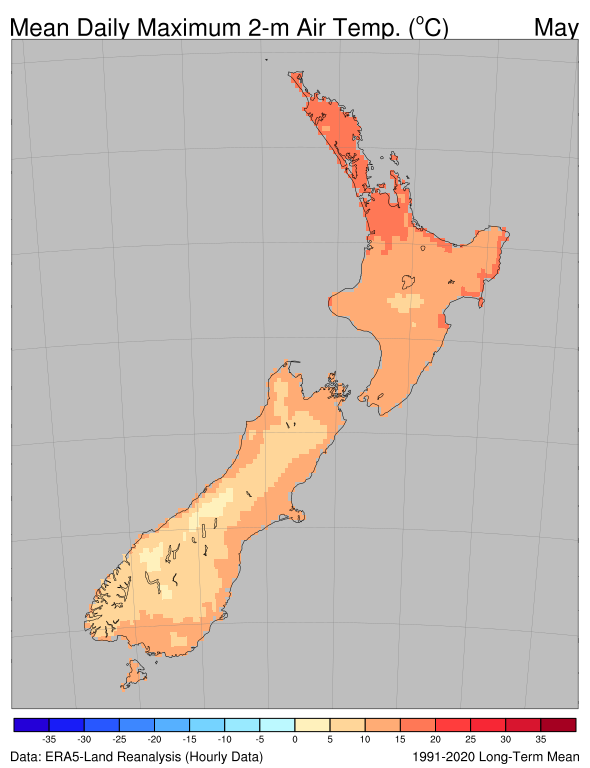 Mean Daily Maximum 2-m Air Temp. (°C) May
-35 -30 -25 -20 -15 -10 -5 0 5 10 15 20 25 30 35
Data: ERA5-Land Reanalysis (Hourly Data) 1991-2020 Long-Term Mean